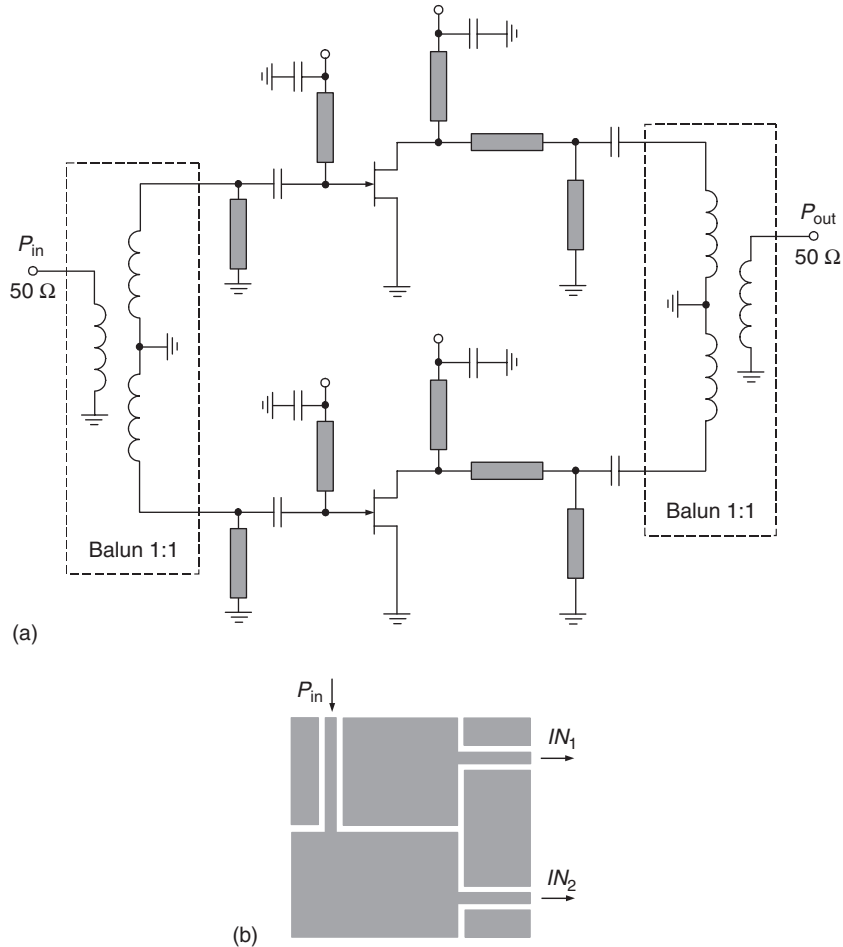 P_in
50 Ω
Balun 1:1
P_out
50 Ω
Balun 1:1
(a)
P_in
IN_1
IN_2
(b)